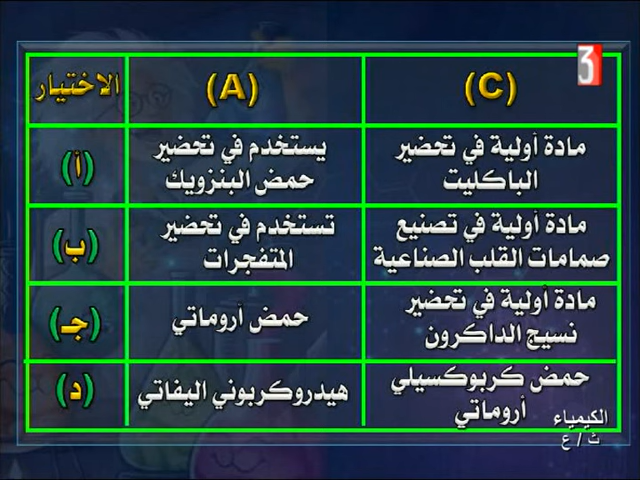 3
(C) (A) الاختيار
مادة أولية في تحضير
الباكليت
يستخدم في تحضير
حمض البنزويك
(أ)
مادة أولية في تصنيع
صمامات القلب الصناعية
تستخدم في تحضير
المتفجرات
(ب)
مادة أولية في تحضير
نسيج الداكرون
حمض أروماتي
(جـ)
حمض كربوكسيلي
أروماتي
هيدروكربوني اليفاتي
(د)
الكيمياء
ث / ع